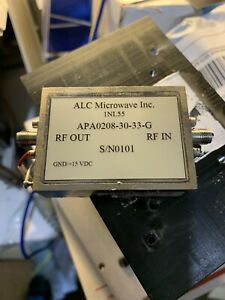 ALC Microwave Inc.
1NL55
APA0208-30-33-G
RF OUT RF IN
S/N0101
GND=15 VDC